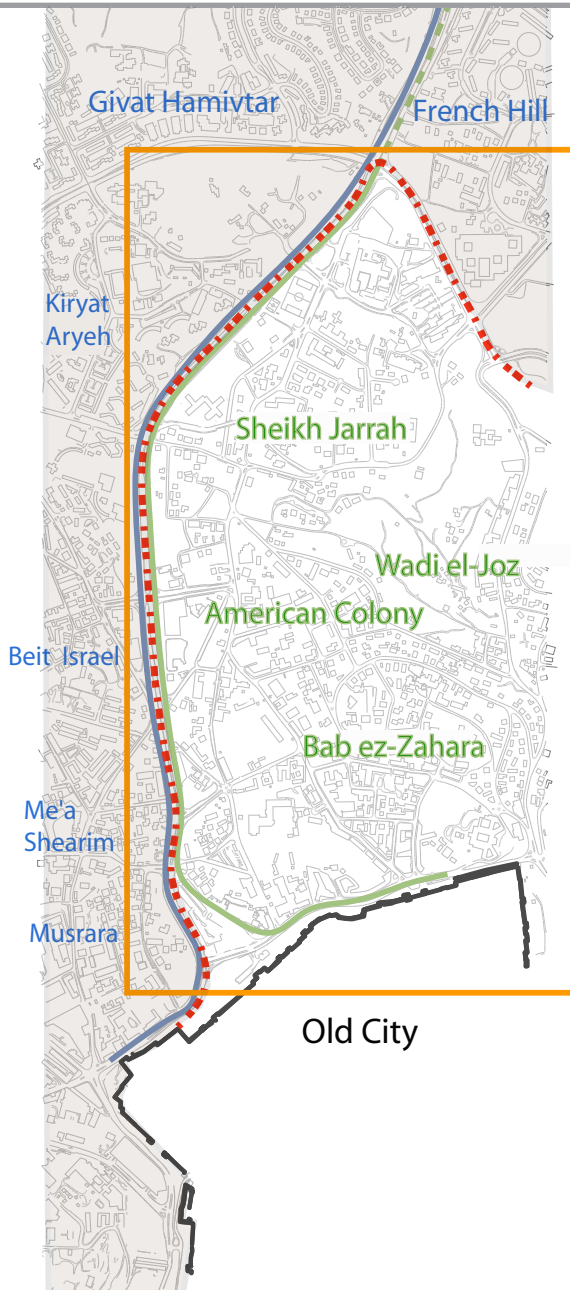 Givat Hamivtar
French Hill
Kiryat
Aryeh
Sheikh Jarrah
Wadi el-Joz
American Colony
Beit Israel
Bab ez-Zahara
Me'a
Shearim
Musrara
Old City